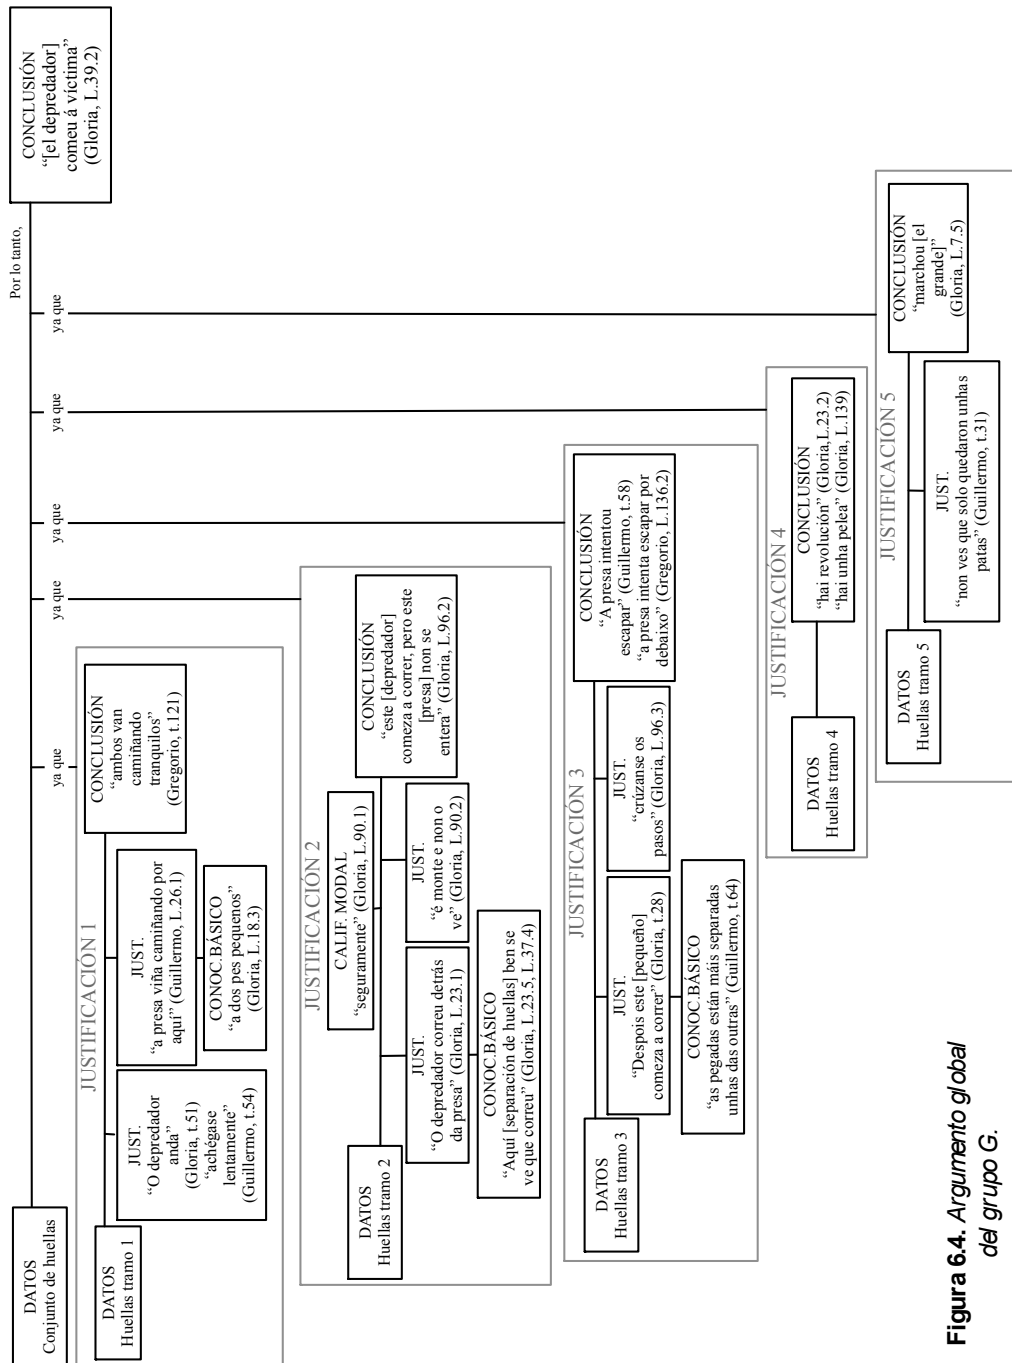 DATOS
Conjunto de huellas
Por lo tanto,
CONCLUSIÓN
“[el depredador]
comeu á víctima”
(Gloria, L.39.2)
ya que
ya que
ya que
ya que
ya que
JUSTIFICACIÓN 1
DATOS
Huellas tramo 1
JUST.
“O depredador
anda”
(Gloria, t.51)
“achégase
lentamente”
(Guillermo, t.54)
JUST.
“a presa viña camiñando por
aquí” (Guillermo, L.26.1)
CONOC.BÁSICO
“a dos pes pequenos”
(Gloria, L.18.3)
CONCLUSIÓN
“ambos van
camiñando
tranquilos”
(Gregorio, t.121)
JUSTIFICACIÓN 2
DATOS
Huellas tramo 2
CALIF. MODAL
“seguramente” (Gloria, L.90.1)
JUST.
“O depredador correu detrás
da presa” (Gloria, L.23.1)
CONOC.BÁSICO
“Aquí [separación de huellas] ben se
ve que correu” (Gloria, L.23.5, L.37.4)
JUST.
“é monte e non o
ve” (Gloria, L.90.2)
CONCLUSIÓN
“este [depredador]
comeza a correr, pero este
[presa] non se
entera” (Gloria, L.96.2)
JUSTIFICACIÓN 3
DATOS
Huellas tramo 3
JUST.
“Despois este [pequeño]
comeza a correr” (Gloria, t.28)
CONOC.BÁSICO
“as pegadas están máis separadas
unhas das outras” (Guillermo, t.64)
JUST.
“crúzanse os
pasos” (Gloria, L.96.3)
CONCLUSIÓN
“A presa intentou
escapar” (Guillermo, t.58)
“a presa intenta escapar por
debaixo” (Gregorio, L.136.2)
JUSTIFICACIÓN 4
DATOS
Huellas tramo 4
CONCLUSIÓN
“hai revolución” (Gloria,L.23.2)
“hai unha pelea” (Gloria, L.139)
JUSTIFICACIÓN 5
DATOS
Huellas tramo 5
JUST.
“non ves que solo quedaron unhas
patas” (Guillermo, t.31)
CONCLUSIÓN
“marchou [el
grande]”
(Gloria, L.7.5)
Figura 6.4. Argumento global
del grupo G.